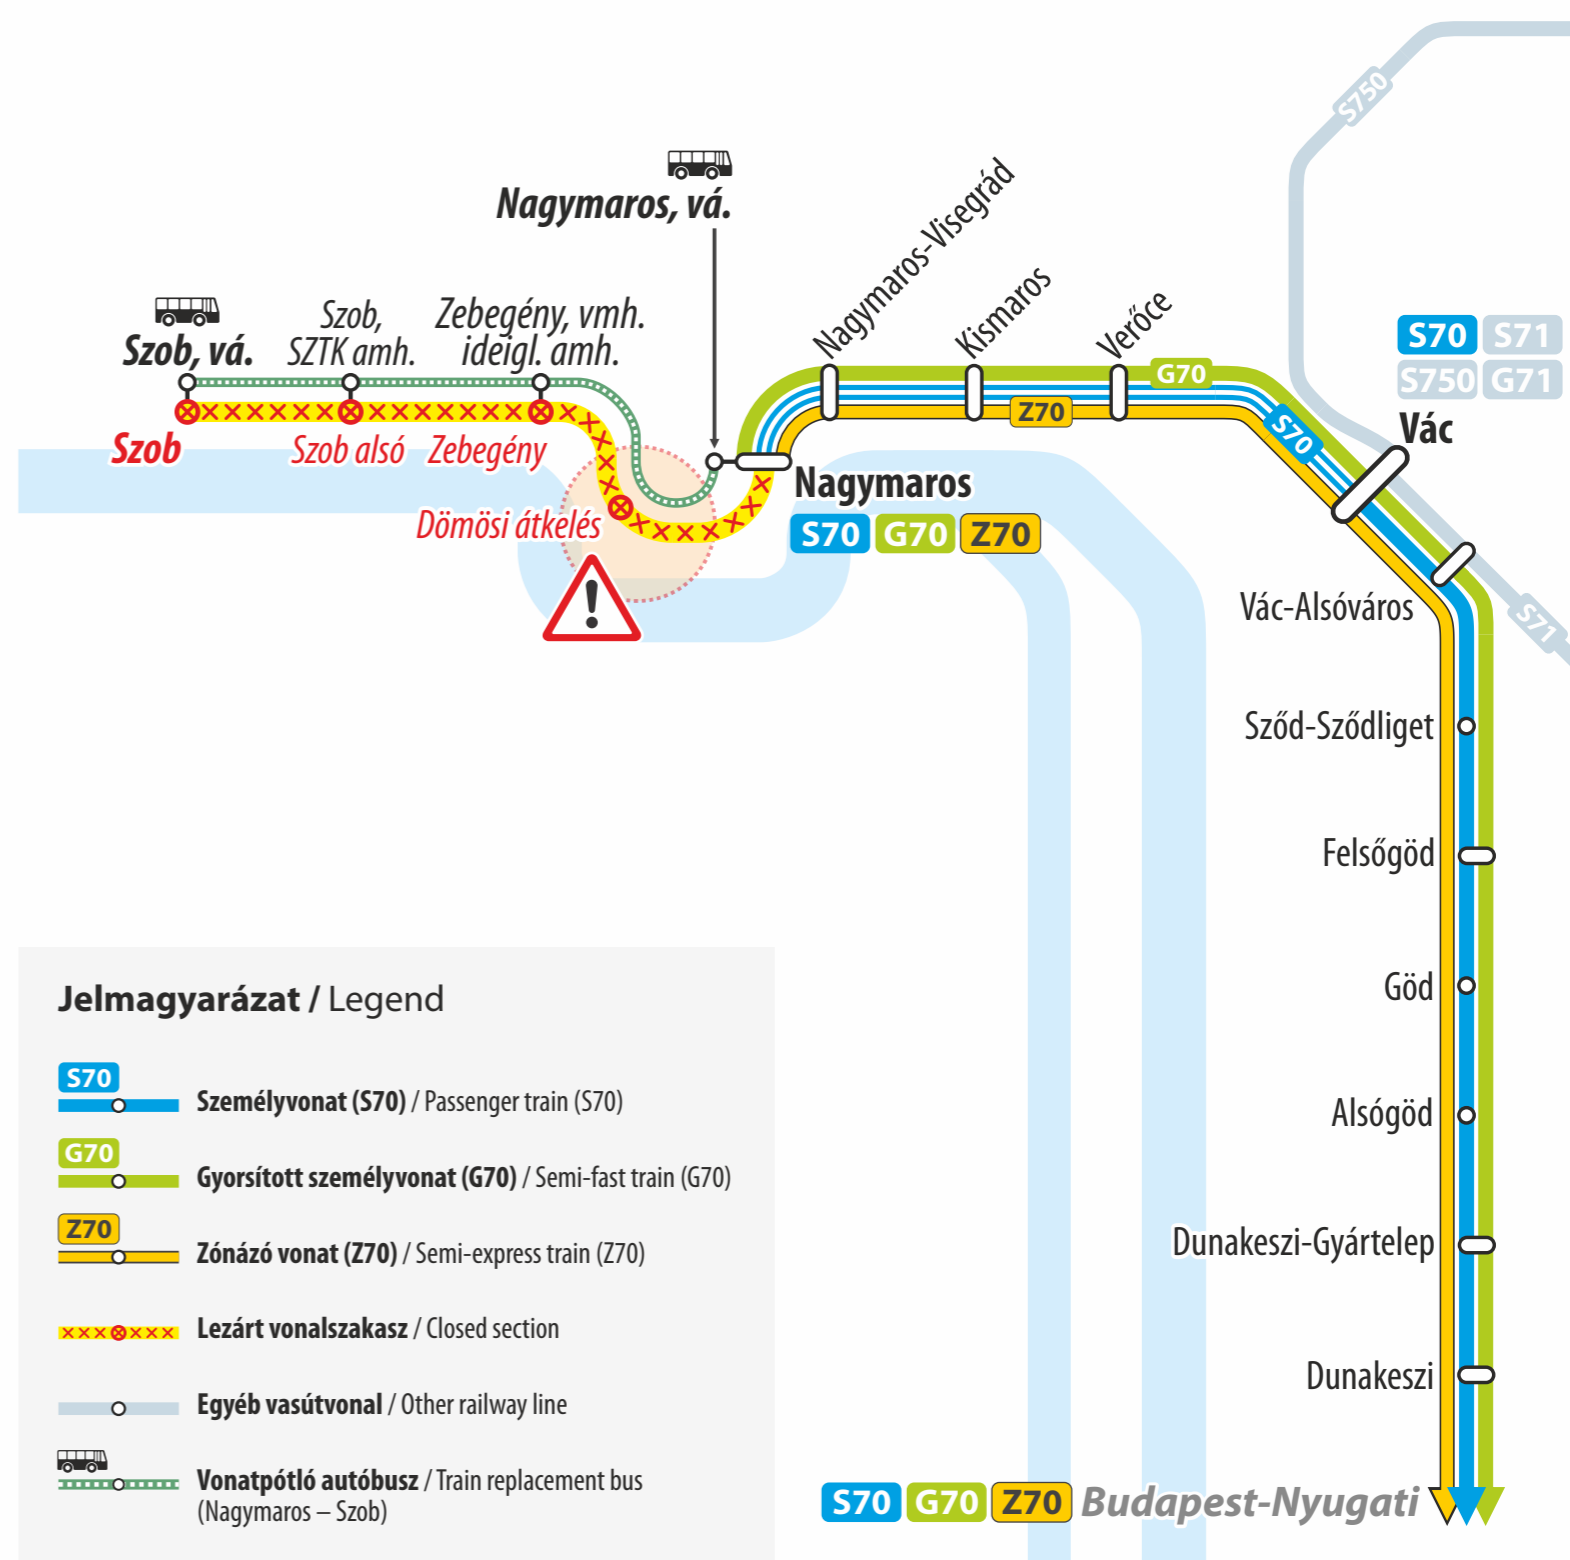 S750
Nagymaros, vá.
Nagymaros-Visegrád
Kismaros
Verőce
Szob, vá.
Szob,
SZTK amh.
Zebegény, vmh.
ideigl. amh.
G70
Z70
S70
S70 S71
S750 G71
Vác
Szob
Szob alsó
Zebegény
Dömösi átkelés
!
Nagymaros
S70 G70 Z70
Vác-Alsóváros
S71
Sződ-Sződliget
Felsőgöd
Göd
Alsógöd
Dunakeszi-Gyártelep
Dunakeszi
S70 G70 Z70 Budapest-Nyugati
Jelmagyarázat / Legend
S70
Személyvonat (S70) / Passenger train (S70)
G70
Gyorsított személyvonat (G70) / Semi-fast train (G70)
Z70
Zónázó vonat (Z70) / Semi-express train (Z70)
Lezárt vonalszakasz / Closed section
Egyéb vasútvonal / Other railway line
Vonatpótló autóbusz / Train replacement bus
(Nagymaros – Szob)